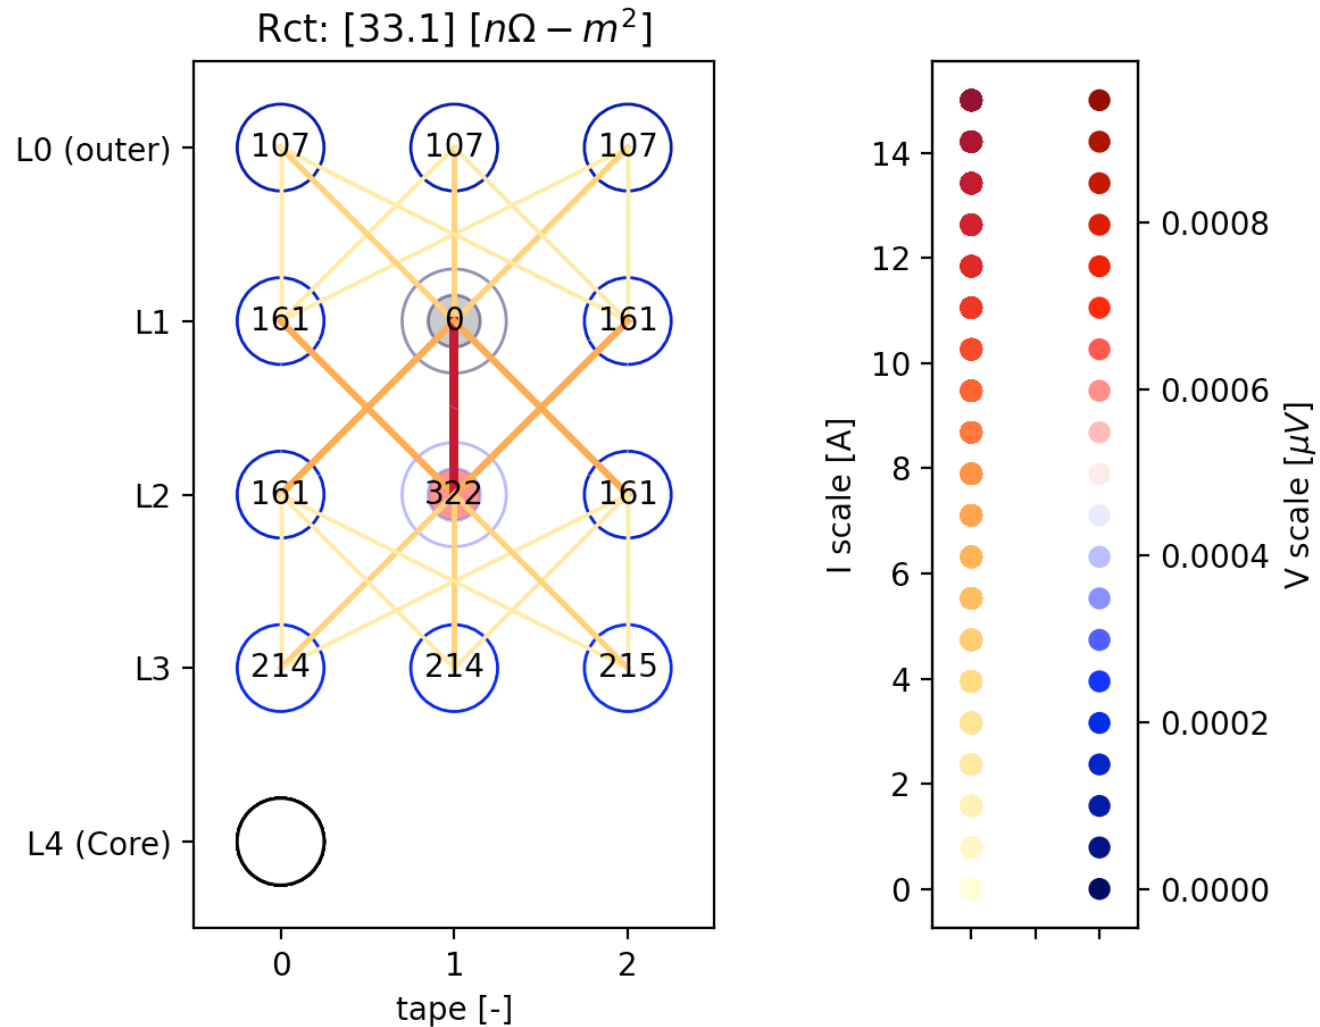 Rct: [33.1] [nΩ − m²]
L0 (outer)
107 107 107
L1
161 0 161
L2
161 322 161
L3
214 214 215
L4 (Core)
0 1 2
tape [-]
I scale [A]
14
12
10
8
6
4
2
0
0.0008
0.0006
0.0004
0.0002
0.0000
V scale [μV]